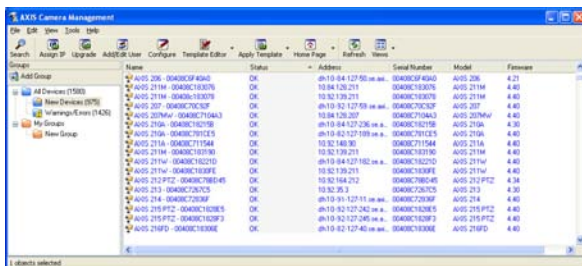 AXIS Camera Management
File Edit View Tools Help
Search Assign IP Upgrade Add/Edit User Configure Template Editor Apply Template Home Page Refresh Views
Groups
Add Group
All Devices (1580)
New Devices (975)
Warnings/Errors (1426)
My Groups
New Group
Name Status Address Serial Number Model Firmware
AXIS 206 - 00408C6F40A0 OK 00408C6F40A0 AXIS 206 4.21
AXIS 211M - 00408C183076 OK 10.84.128.211 00408C183076 AXIS 211M 4.40
AXIS 211M - 00408C183078 OK 10.92.139.211 00408C183078 AXIS 211M 4.40
AXIS 207 - 00408C70C92F OK 00408C70C92F AXIS 207 4.40
AXIS 207MW - 00408C7104A3 OK 10.84.128.207 00408C7104A3 AXIS 207MW 4.40
AXIS 210A - 00408C18215B OK 00408C18215B AXIS 210A 4.30
AXIS 210A - 00408C781CE5 OK 00408C781CE5 AXIS 210A 4.40
AXIS 211A - 00408C711544 OK 10.92.148.90 00408C711544 AXIS 211A 4.40
AXIS 211M - 00408C183190 OK 10.92.139.211 00408C183190 AXIS 211M 4.40
AXIS 211W - 00408C18221D OK 00408C18221D AXIS 211W 4.40
AXIS 211W - 00408C1830FE OK 10.92.139.211 00408C1830FE AXIS 211W 4.40
AXIS 212 PTZ - 00408C79BD45 OK 10.92.164.212 00408C79BD45 AXIS 212 PTZ 4.34
AXIS 213 - 00408C7267C5 OK 10.92.35.3 00408C7267C5 AXIS 213 4.30
AXIS 214 - 00408C72836F OK 00408C72836F AXIS 214 4.40
AXIS 215 PTZ - 00408C1828E5 OK 00408C1828E5 AXIS 215 PTZ 4.40
AXIS 215 PTZ - 00408C1828F3 OK 00408C1828F3 AXIS 215 PTZ 4.40
AXIS 216FD - 00408C18306E OK 00408C18306E AXIS 216FD 4.40
objects selected